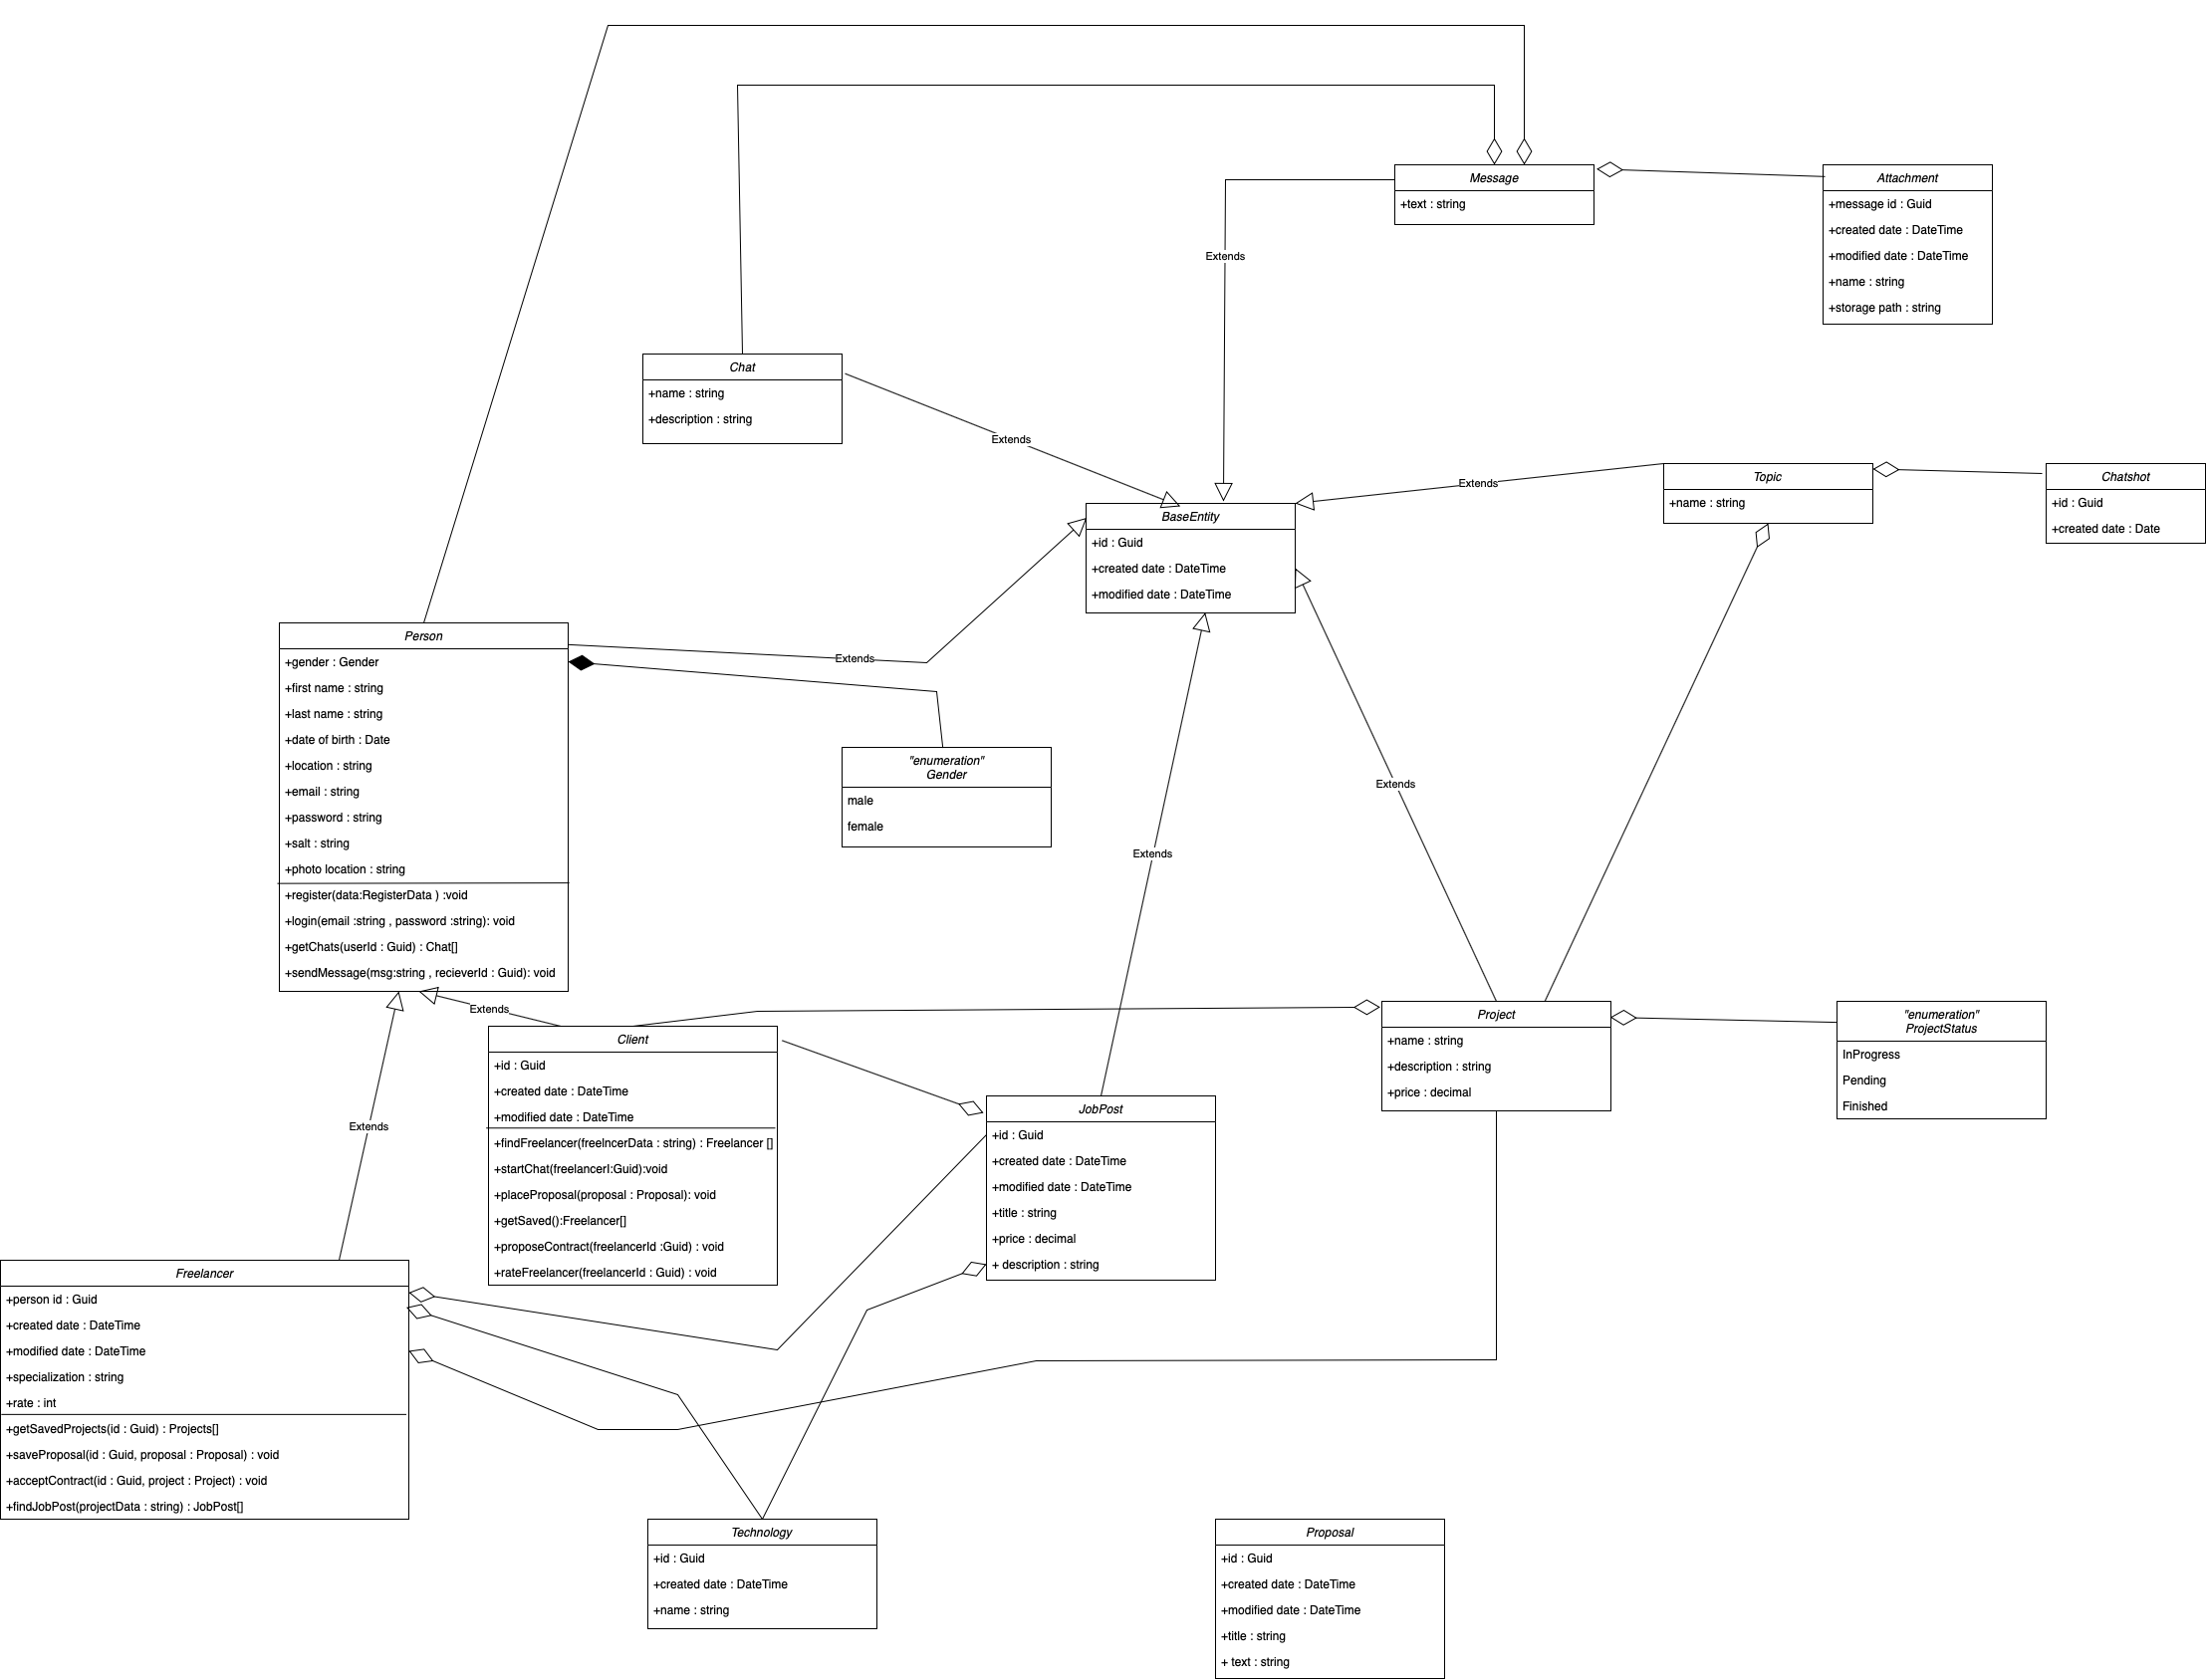 Message
+text : string
Attachment
+message id : Guid
+created date : DateTime
+modified date : DateTime
+name : string
+storage path : string
Extends
Chat
+name : string
+description : string
Extends
Extends
Topic
+name : string
Chatshot
+id : Guid
+created date : Date
BaseEntity
+id : Guid
+created date : DateTime
+modified date : DateTime
Person
+gender : Gender
+first name : string
+last name : string
+date of birth : Date
+location : string
+email : string
+password : string
+salt : string
+photo location : string
+register(data:RegisterData ) :void
+login(email :string , password :string): void
+getChats(userId : Guid) : Chat[]
+sendMessage(msg:string , recieverId : Guid): void
Extends
"enumeration"
Gender
male
female
Extends
Extends
Extends
Client
+id : Guid
+created date : DateTime
+modified date : DateTime
+findFreelancer(freelncerData : string) : Freelancer []
+startChat(freelancerI:Guid):void
+placeProposal(proposal : Proposal): void
+getSaved():Freelancer[]
+proposeContract(freelancerId :Guid) : void
+rateFreelancer(freelancerId : Guid) : void
Project
+name : string
+description : string
+price : decimal
"enumeration"
ProjectStatus
InProgress
Pending
Finished
JobPost
+id : Guid
+created date : DateTime
+modified date : DateTime
+title : string
+price : decimal
+ description : string
Extends
Freelancer
+person id : Guid
+created date : DateTime
+modified date : DateTime
+specialization : string
+rate : int
+getSavedProjects(id : Guid) : Projects[]
+saveProposal(id : Guid, proposal : Proposal) : void
+acceptContract(id : Guid, project : Project) : void
+findJobPost(projectData : string) : JobPost[]
Technology
+id : Guid
+created date : DateTime
+name : string
Proposal
+id : Guid
+created date : DateTime
+modified date : DateTime
+title : string
+ text : string